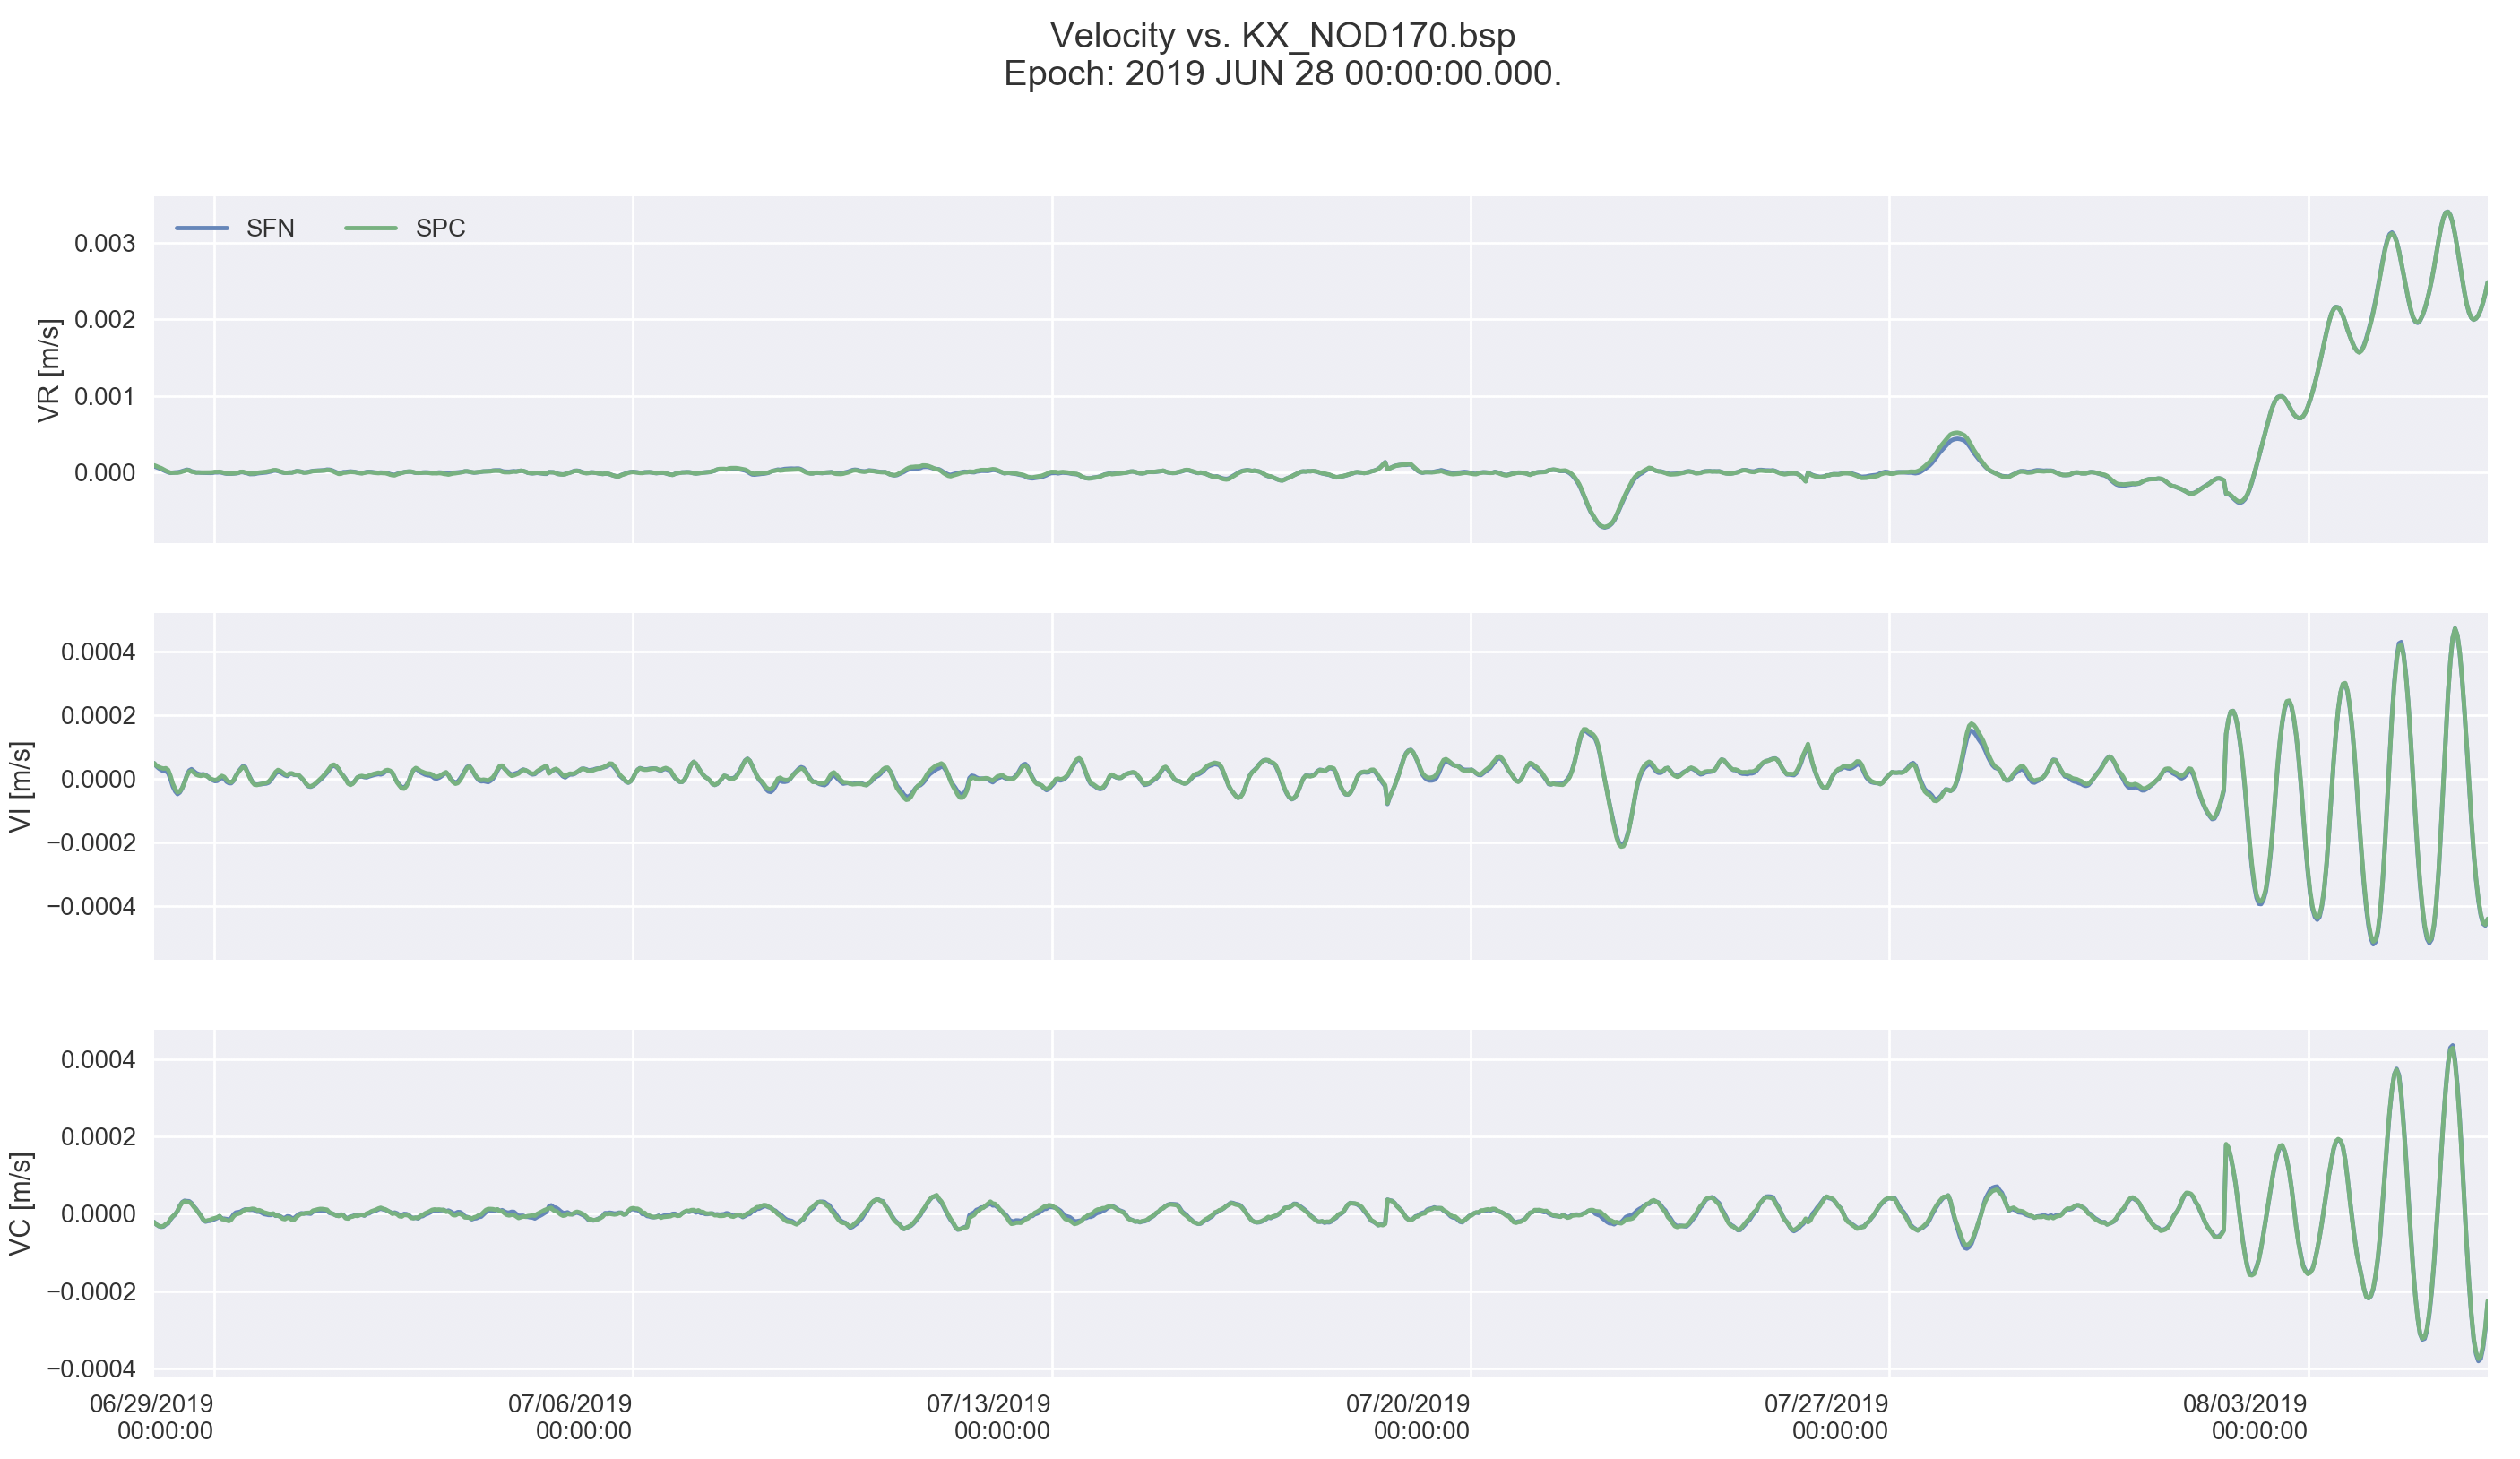 Velocity vs. KX_NOD170.bsp
Epoch: 2019 JUN 28 00:00:00.000.
SFN SPC
VR [m/s]
0.003
0.002
0.001
0.000
VI [m/s]
0.0004
0.0002
0.0000
−0.0002
−0.0004
VC [m/s]
0.0004
0.0002
0.0000
−0.0002
−0.0004
06/29/2019 07/06/2019 07/13/2019 07/20/2019 07/27/2019 08/03/2019
00:00:00 00:00:00 00:00:00 00:00:00 00:00:00 00:00:00